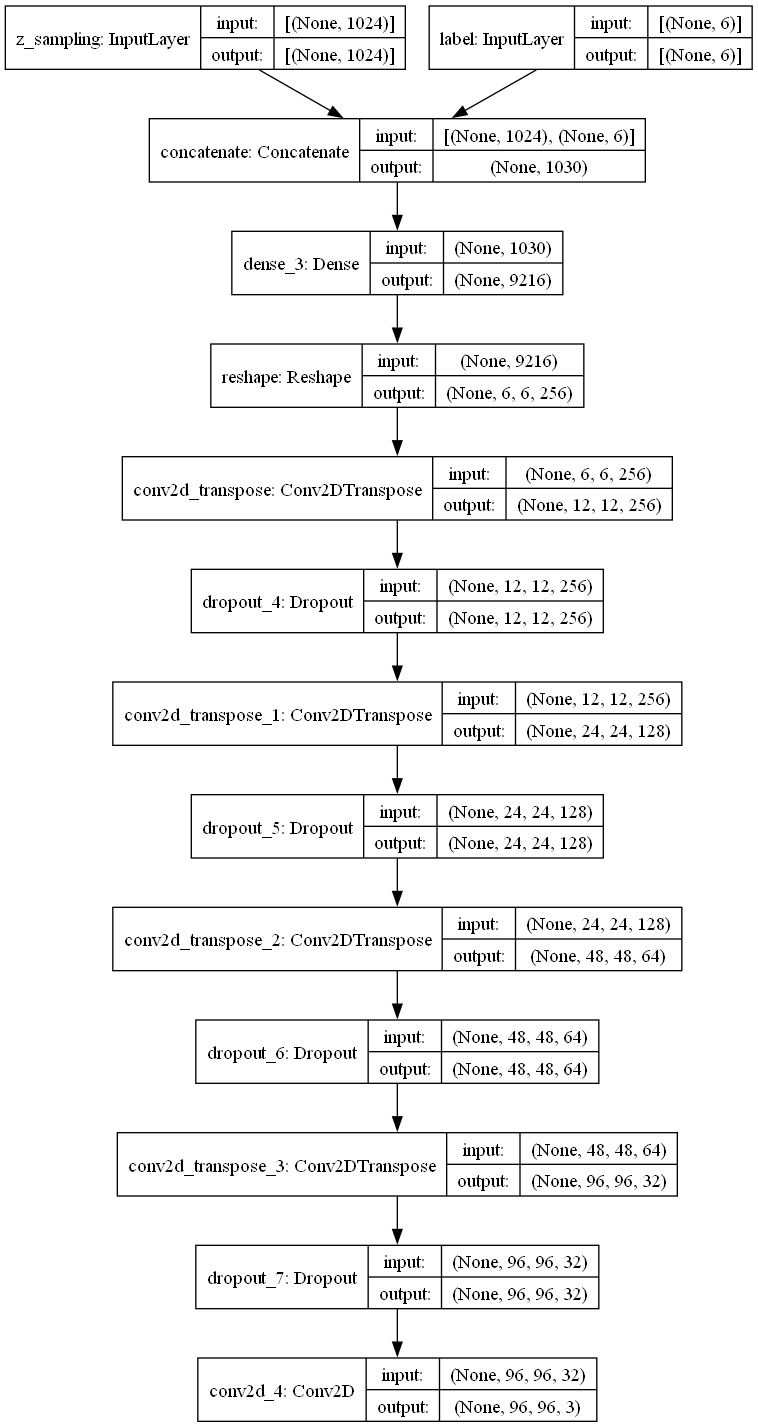 z_sampling: InputLayer
input: [(None, 1024)]
output: [(None, 1024)]
label: InputLayer
input: [(None, 6)]
output: [(None, 6)]
concatenate: Concatenate
input: [(None, 1024), (None, 6)]
output: (None, 1030)
dense_3: Dense
input: (None, 1030)
output: (None, 9216)
reshape: Reshape
input: (None, 9216)
output: (None, 6, 6, 256)
conv2d_transpose: Conv2DTranspose
input: (None, 6, 6, 256)
output: (None, 12, 12, 256)
dropout_4: Dropout
input: (None, 12, 12, 256)
output: (None, 12, 12, 256)
conv2d_transpose_1: Conv2DTranspose
input: (None, 12, 12, 256)
output: (None, 24, 24, 128)
dropout_5: Dropout
input: (None, 24, 24, 128)
output: (None, 24, 24, 128)
conv2d_transpose_2: Conv2DTranspose
input: (None, 24, 24, 128)
output: (None, 48, 48, 64)
dropout_6: Dropout
input: (None, 48, 48, 64)
output: (None, 48, 48, 64)
conv2d_transpose_3: Conv2DTranspose
input: (None, 48, 48, 64)
output: (None, 96, 96, 32)
dropout_7: Dropout
input: (None, 96, 96, 32)
output: (None, 96, 96, 32)
conv2d_4: Conv2D
input: (None, 96, 96, 32)
output: (None, 96, 96, 3)